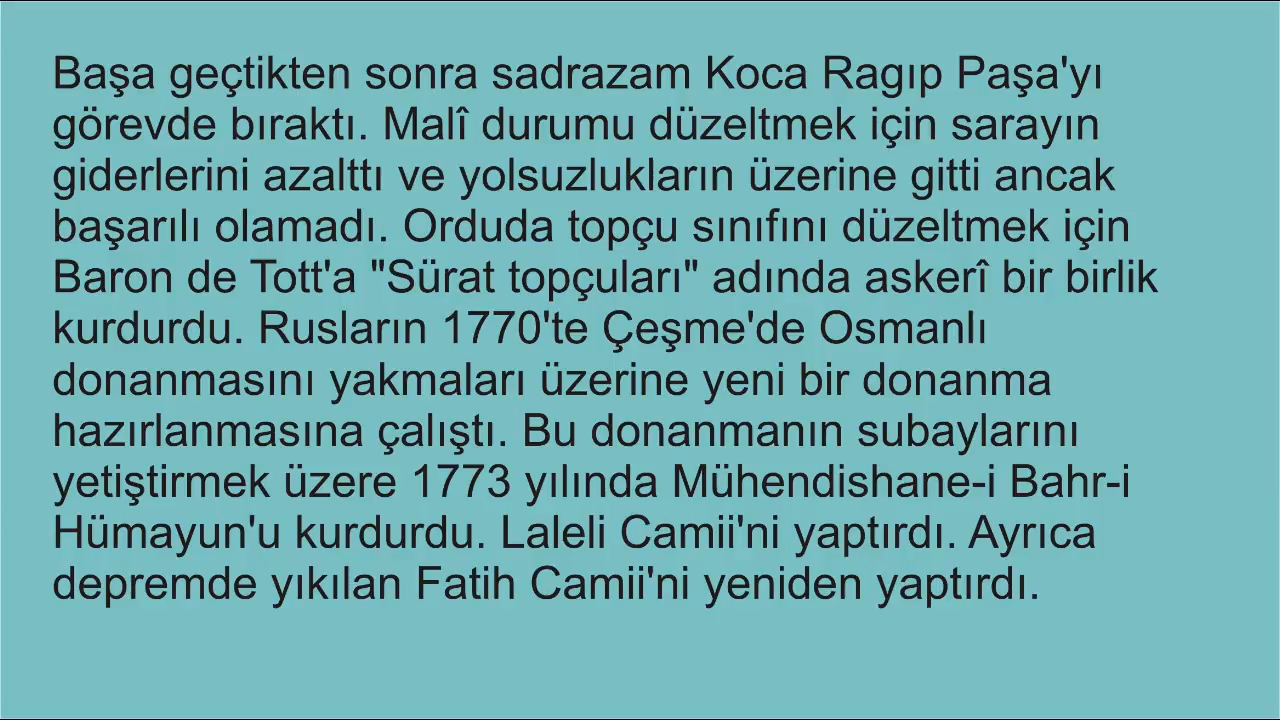 Başa geçtikten sonra sadrazam Koca Ragıp Paşa'yı
görevde bıraktı. Malî durumu düzeltmek için sarayın
giderlerini azalttı ve yolsuzlukların üzerine gitti ancak
başarılı olamadı. Orduda topçu sınıfını düzeltmek için
Baron de Tott'a "Sürat topçuları" adında askerî bir birlik
kurdurdu. Rusların 1770'te Çeşme'de Osmanlı
donanmasını yakmaları üzerine yeni bir donanma
hazırlanmasına çalıştı. Bu donanmanın subaylarını
yetiştirmek üzere 1773 yılında Mühendishane-i Bahr-i
Hümayun'u kurdurdu. Laleli Camii'ni yaptırdı. Ayrıca
depremde yıkılan Fatih Camii'ni yeniden yaptırdı.